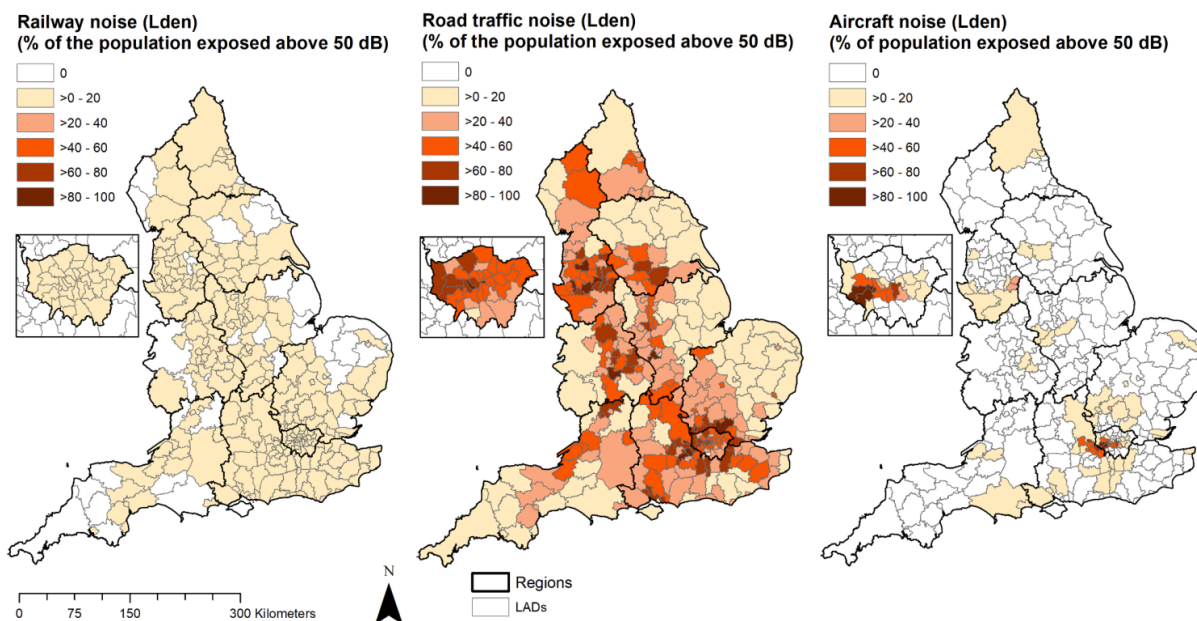 Railway noise (Lden)
(% of the population exposed above 50 dB)
0
>0 - 20
>20 - 40
>40 - 60
>60 - 80
>80 - 100
Road traffic noise (Lden)
(% of the population exposed above 50 dB)
0
>0 - 20
>20 - 40
>40 - 60
>60 - 80
>80 - 100
Aircraft noise (Lden)
(% of population exposed above 50 dB)
0
>0 - 20
>20 - 40
>40 - 60
>60 - 80
>80 - 100
0 75 150 300 Kilometers
N
Regions
LADs